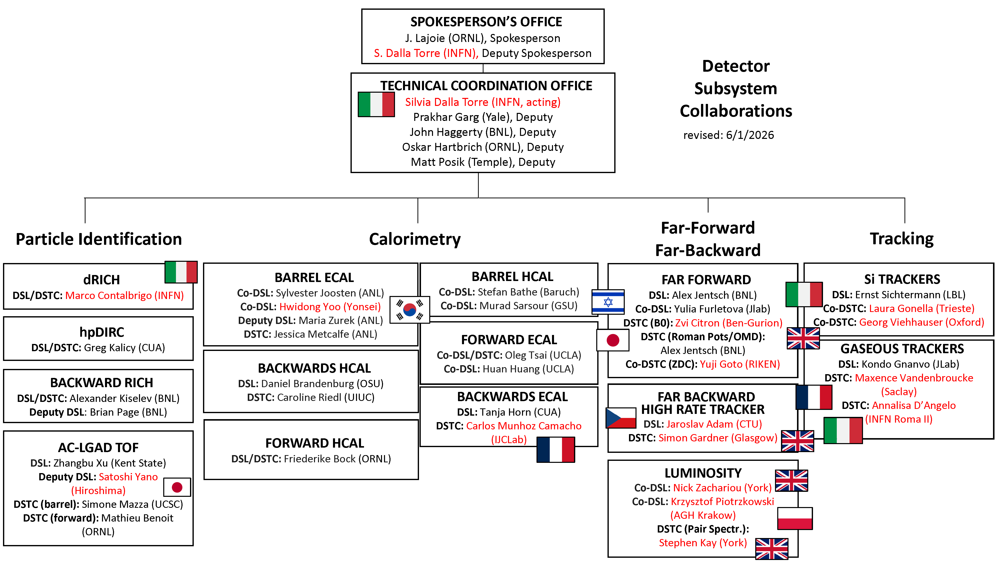 SPOKESPERSON’S OFFICE
J. Lajoie (ORNL), Spokesperson
S. Dalla Torre (INFN), Deputy Spokesperson
TECHNICAL COORDINATION OFFICE
Silvia Dalla Torre (INFN, acting)
Prakhar Garg (Yale), Deputy
John Haggerty (BNL), Deputy
Oskar Hartbrich (ORNL), Deputy
Matt Posik (Temple), Deputy
Detector
Subsystem
Collaborations
revised: 6/1/2026
Particle Identification
dRICH
DSL/DSTC: Marco Contalbrigo (INFN)
hpDIRC
DSL/DSTC: Greg Kalicy (CUA)
BACKWARD RICH
DSL/DSTC: Alexander Kiselev (BNL)
Deputy DSL: Brian Page (BNL)
AC-LGAD TOF
DSL: Zhangbu Xu (Kent State)
Deputy DSL: Satoshi Yano
(Hiroshima)
DSTC (barrel): Simone Mazza (UCSC)
DSTC (forward): Mathieu Benoit
(ORNL)
Calorimetry
BARREL ECAL
Co-DSL: Sylvester Joosten (ANL)
Co-DSL: Hwidong Yoo (Yonsei)
Deputy DSL: Maria Zurek (ANL)
DSTC: Jessica Metcalfe (ANL)
BACKWARDS HCAL
DSL: Daniel Brandenburg (OSU)
DSTC: Caroline Riedl (UIUC)
FORWARD HCAL
DSL/DSTC: Friederike Bock (ORNL)
BARREL HCAL
Co-DSL: Stefan Bathe (Baruch)
Co-DSL: Murad Sarsour (GSU)
FORWARD ECAL
Co-DSL/DSTC: Oleg Tsai (UCLA)
Co-DSL: Huan Huang (UCLA)
BACKWARDS ECAL
DSL: Tanja Horn (CUA)
DSTC: Carlos Munhoz Camacho
(IJCLab)
Far-Forward
Far-Backward
FAR FORWARD
DSL: Alex Jentsch (BNL)
Co-DSL: Yulia Furletova (Jlab)
DSTC (B0): Zvi Citron (Ben-Gurion)
DSTC (Roman Pots/OMD):
Alex Jentsch (BNL)
Co-DSTC (ZDC): Yuji Goto (RIKEN)
FAR BACKWARD
HIGH RATE TRACKER
DSL: Jaroslav Adam (CTU)
DSTC: Simon Gardner (Glasgow)
LUMINOSITY
Co-DSL: Nick Zachariou (York)
Co-DSL: Krzysztof Piotrzkowski
(AGH Krakow)
DSTC (Pair Spectr.):
Stephen Kay (York)
Tracking
Si TRACKERS
DSL: Ernst Sichtermann (LBL)
Co-DSTC: Laura Gonella (Trieste)
Co-DSTC: Georg Viehhauser (Oxford)
GASEOUS TRACKERS
DSL: Kondo Gnanvo (JLab)
DSTC: Maxence Vandenbroucke
(Saclay)
DSTC: Annalisa D’Angelo
(INFN Roma II)